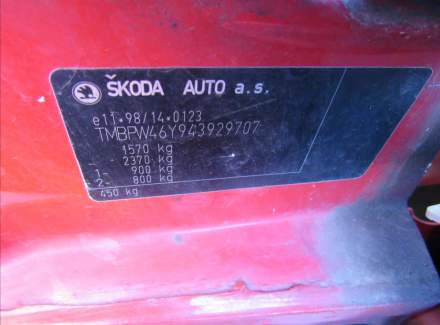 ŠKODA AUTO a.s.
e11*98/14*0123
TMBPW46Y943929707
1570 kg
2370 kg
1- 900 kg
2- 800 kg
450 kg